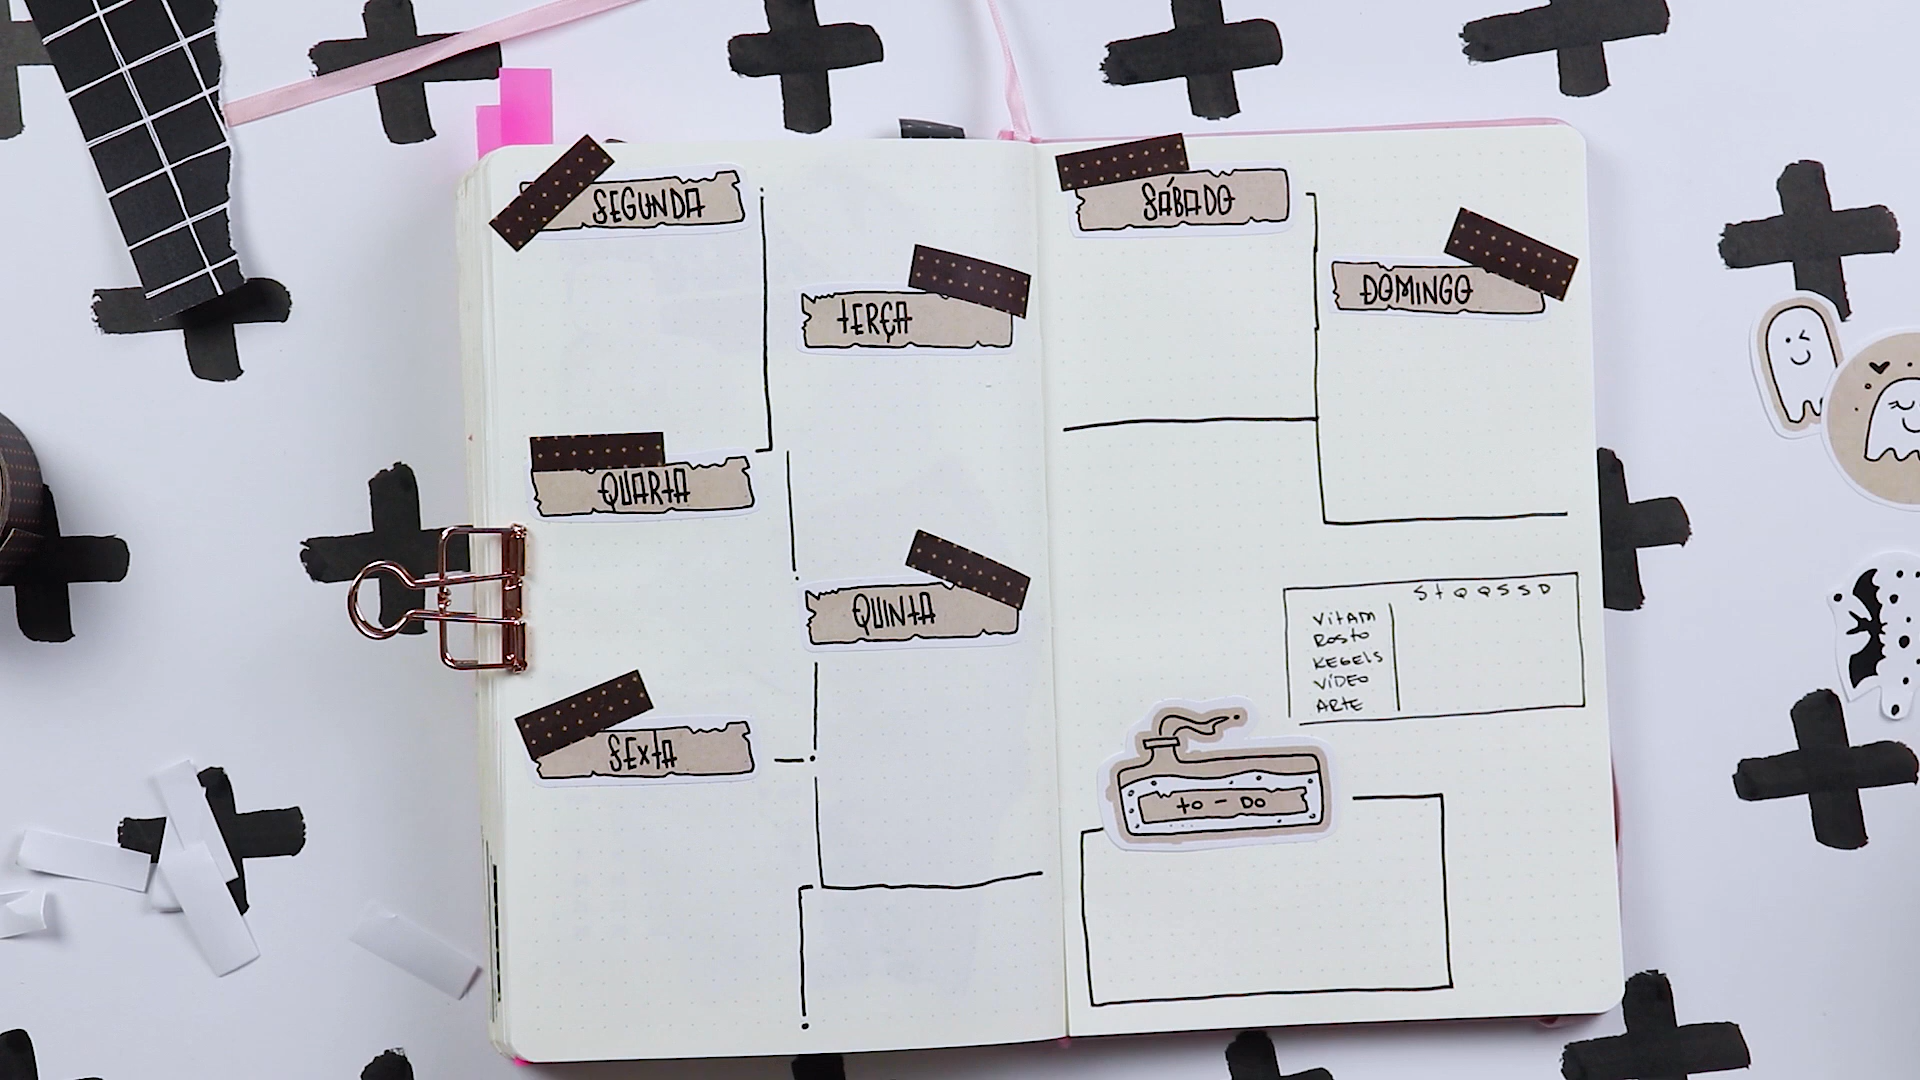 SEGUNDA
TERÇA
QUARTA
QUINTA
SEXTA
SÁBADO
DOMINGO
S T Q Q S S D
VITAM
ROSTO
KEGELS
VÍDEO
ARTE
TO - DO